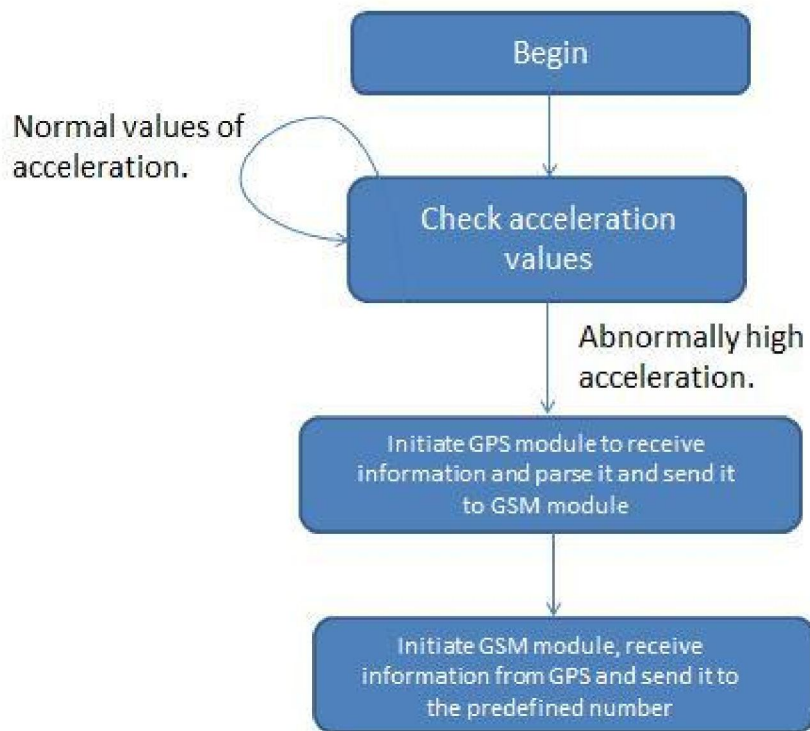 Begin
Normal values of
acceleration.
Check acceleration
values
Abnormally high
acceleration.
Initiate GPS module to receive
information and parse it and send it
to GSM module
Initiate GSM module, receive
information from GPS and send it to
the predefined number